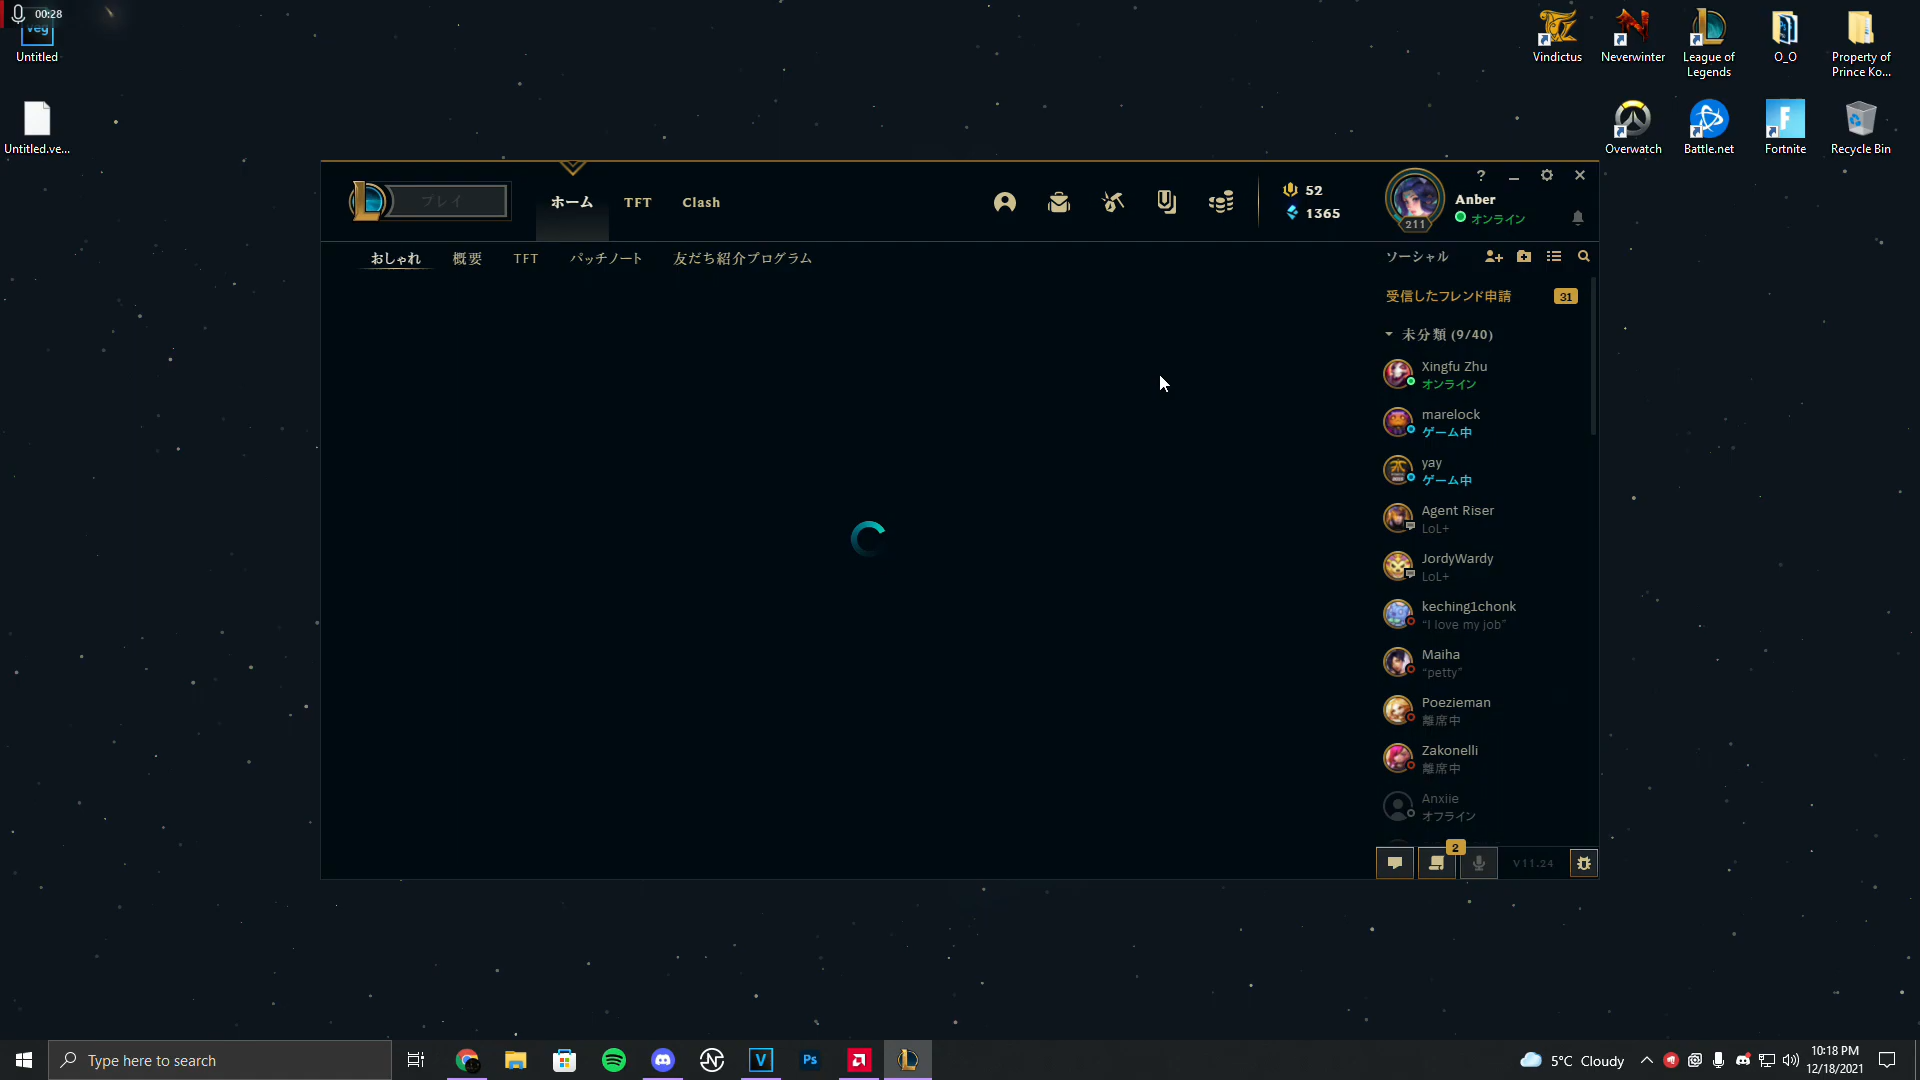 00:28
veg
Untitled
Untitled.ve...
Vindictus
Neverwinter
League of
Legends
O_O
Property of
Prince Ko...
Overwatch
Battle.net
Fortnite
Recycle Bin
プレイ
ホーム
TFT
Clash
52
1365
211
Anber
オンライン
おしゃれ
概要
TFT
パッチノート
友だち紹介プログラム
ソーシャル
受信したフレンド申請
31
未分類 (9/40)
Xingfu Zhu
オンライン
marelock
ゲーム中
yay
ゲーム中
Agent Riser
LoL+
JordyWardy
LoL+
keching1chonk
“I love my job”
Maiha
“petty”
Poezieman
離席中
Zakonelli
離席中
Anxiie
オフライン
2
V11.24
Type here to search
V
Ps
5°C Cloudy
10:18 PM
12/18/2021